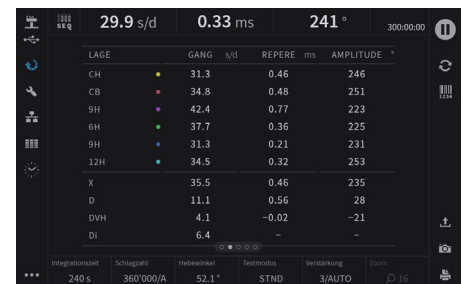 SEQ 29.9 s/d 0.33 ms 241 ° 300:00:00
LAGE GANG s/d REPERE ms AMPLITUDE °
CH 31.3 0.46 246
CB 34.8 0.48 251
9H 42.4 0.77 223
6H 37.7 0.36 225
9H 31.3 0.21 231
12H 34.5 0.32 253
X 35.5 0.46 235
D 11.1 0.56 28
DVH 4.1 −0.02 −21
Di 6.4 – –
Integrationszeit Schlagzahl Hebewinkel Testmodus Verstärkung Zoom
240 s 360'000/A 52.1° STND 3/AUTO 16
1234